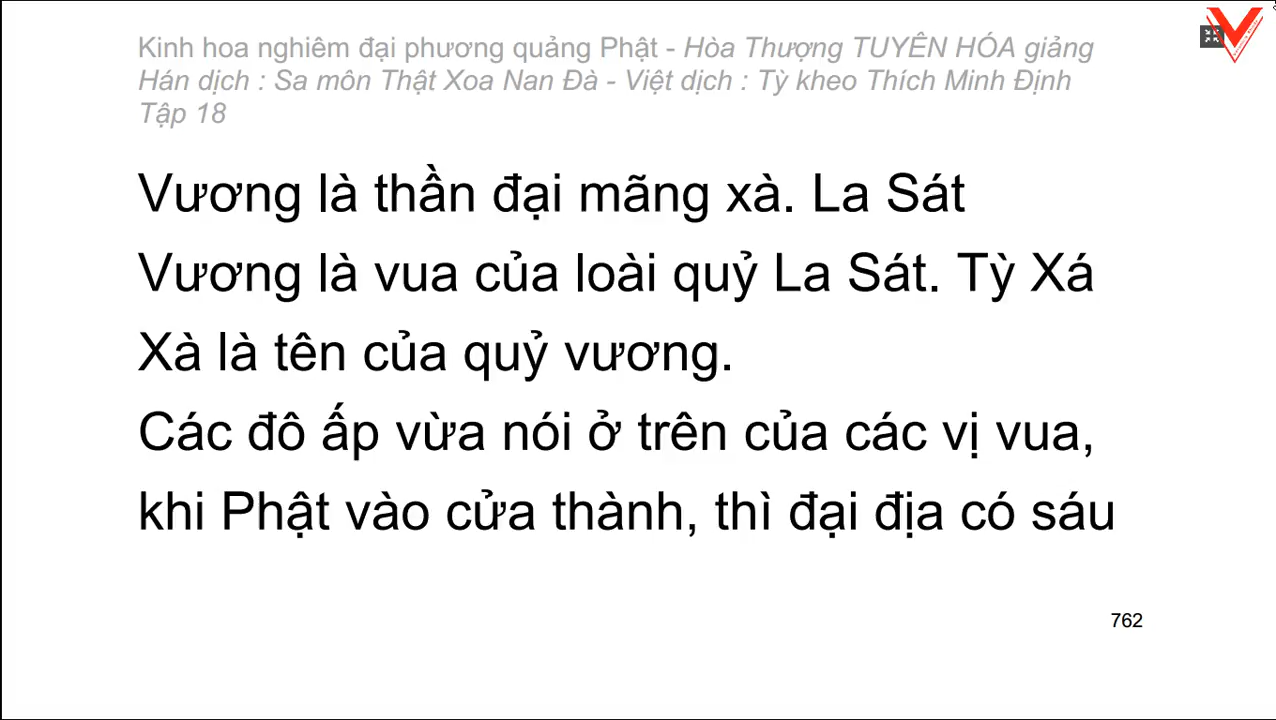 Kinh hoa nghiêm đại phương quảng Phật - Hòa Thượng TUYÊN HÓA giảng
Hán dịch : Sa môn Thật Xoa Nan Đà - Việt dịch : Tỳ kheo Thích Minh Định
Tập 18
Vương là thần đại mãng xà. La Sát
Vương là vua của loài quỷ La Sát. Tỳ Xá
Xà là tên của quỷ vương.
Các đô ấp vừa nói ở trên của các vị vua,
khi Phật vào cửa thành, thì đại địa có sáu
762